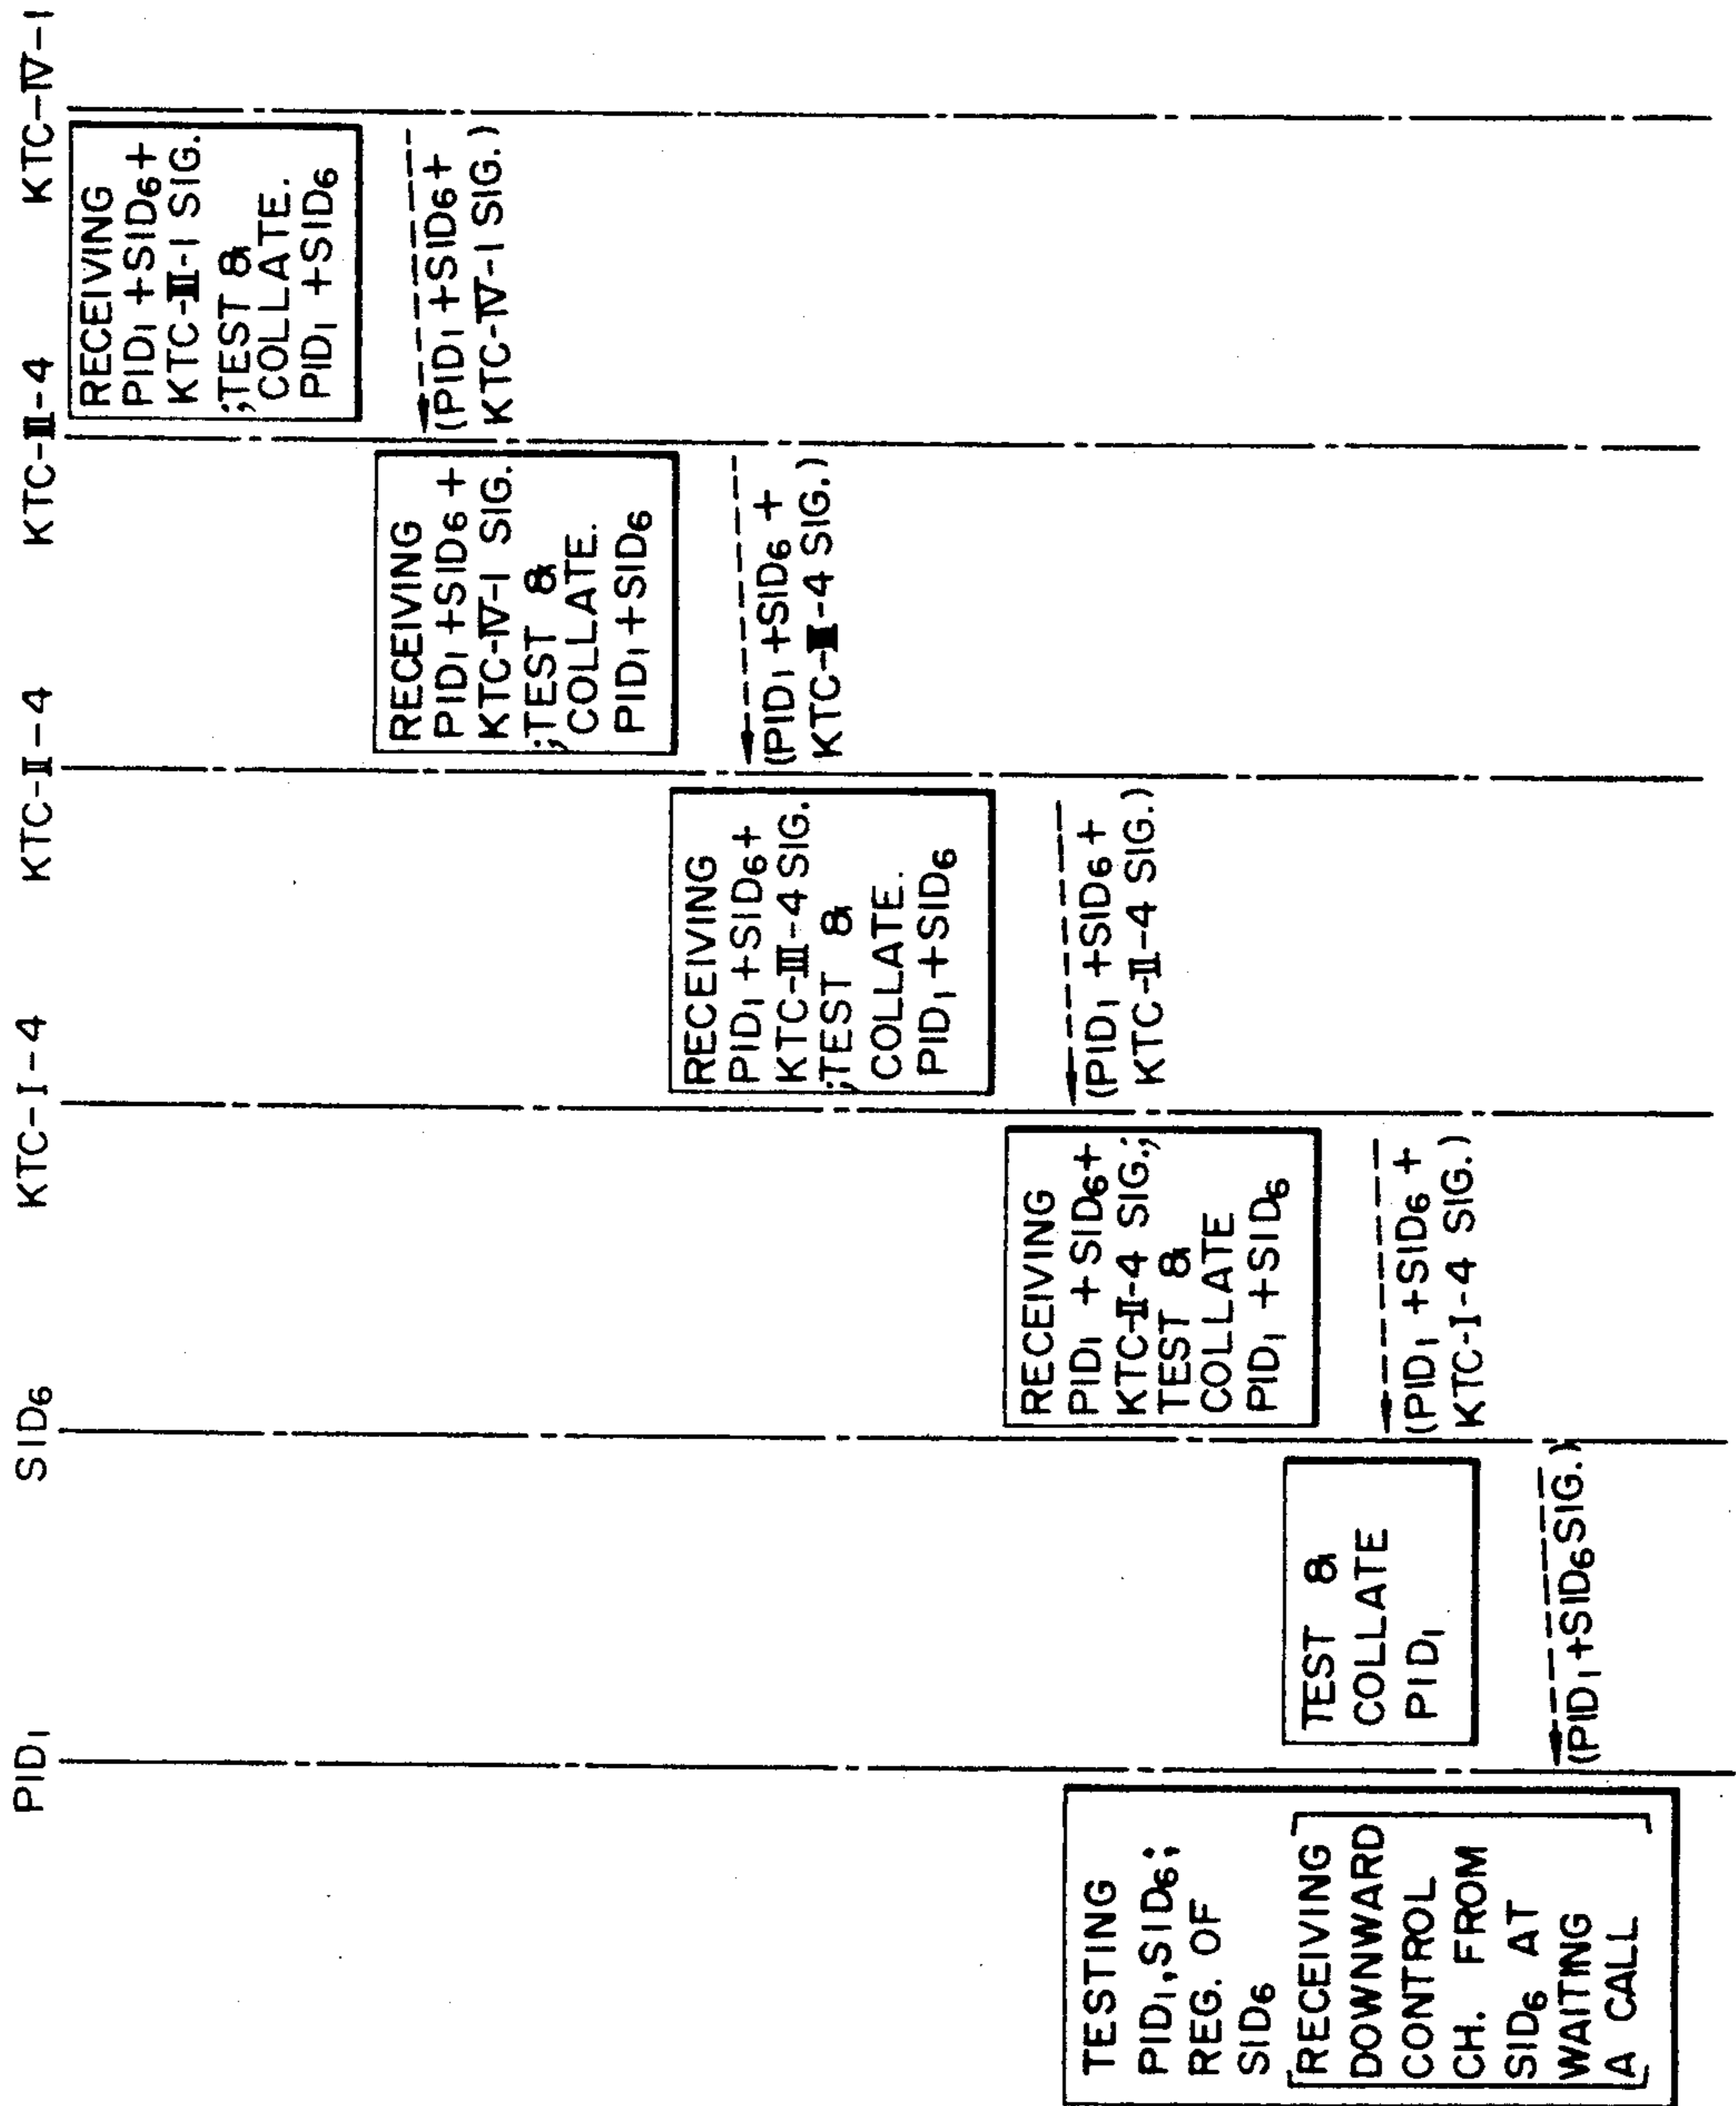 PID₁ SID₆ KTC-I-4 KTC-II-4 KTC-III-4 KTC-IV-1
RECEIVING
PID₁ +SID₆+
KTC-III-1 SIG.
;TEST &
COLLATE.
PID₁ +SID₆
(PID₁ +SID₆+
KTC-IV-1 SIG.)
RECEIVING
PID₁ +SID₆ +
KTC-IV-1 SIG.
;TEST &
COLLATE.
PID₁ +SID₆
(PID₁ +SID₆ +
KTC-III-4 SIG.)
RECEIVING
PID₁ +SID₆+
KTC-III-4 SIG.
;TEST &
COLLATE.
PID₁ +SID₆
(PID₁ +SID₆ +
KTC-II-4 SIG.)
RECEIVING
PID₁ +SID₆+
KTC-II-4 SIG.;
TEST &
COLLATE
PID₁ +SID₆
(PID₁ +SID₆ +
KTC-I-4 SIG.)
TEST &
COLLATE
PID₁
(PID₁ +SID₆ SIG.)
TESTING
PID₁,SID₆;
REG. OF
SID₆
[RECEIVING
DOWNWARD
CONTROL
CH. FROM
SID₆ AT
WAITING
A CALL]